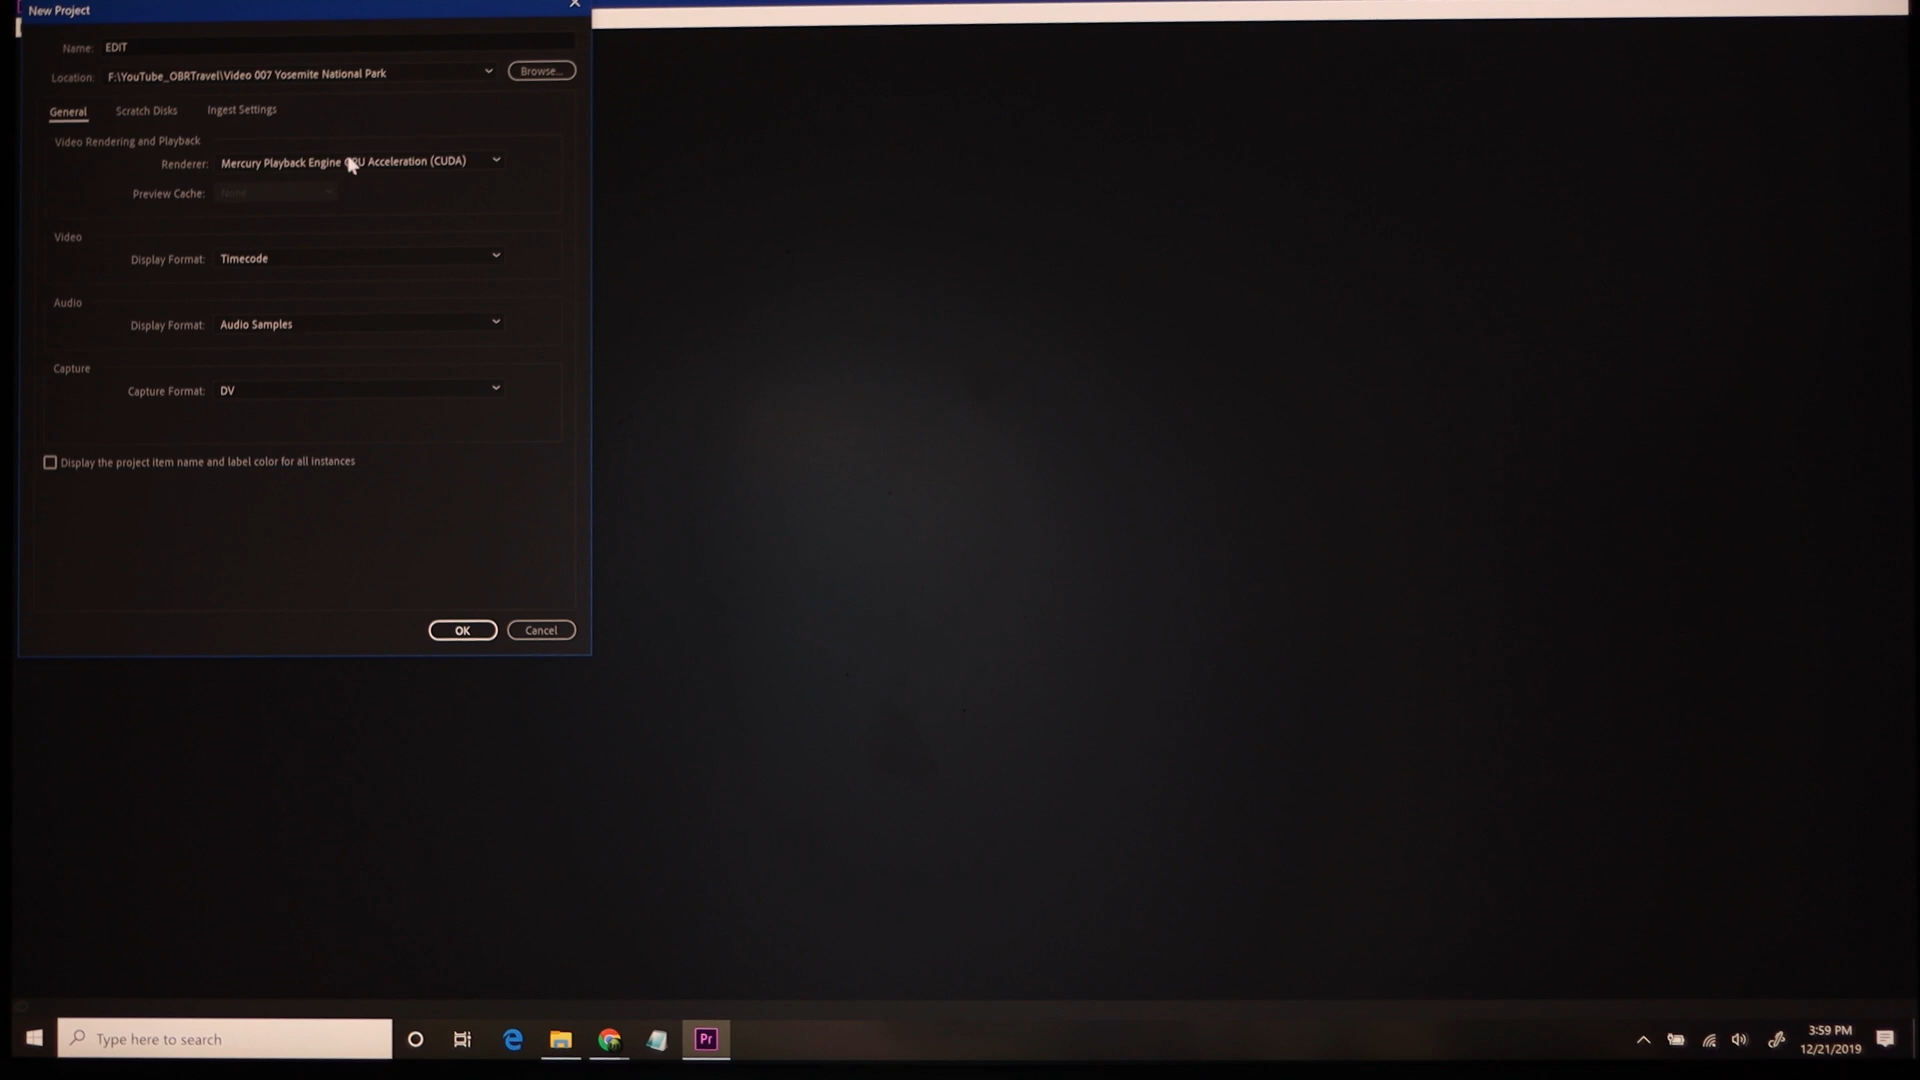 New Project
Name: EDIT
Location: F:\YouTube_OBRTravel\Video 007 Yosemite National Park
Browse...
General Scratch Disks Ingest Settings
Video Rendering and Playback
Renderer: Mercury Playback Engine GPU Acceleration (CUDA)
Preview Cache: None
Video
Display Format: Timecode
Audio
Display Format: Audio Samples
Capture
Capture Format: DV
Display the project item name and label color for all instances
OK Cancel
Type here to search
Pr
3:59 PM
12/21/2019